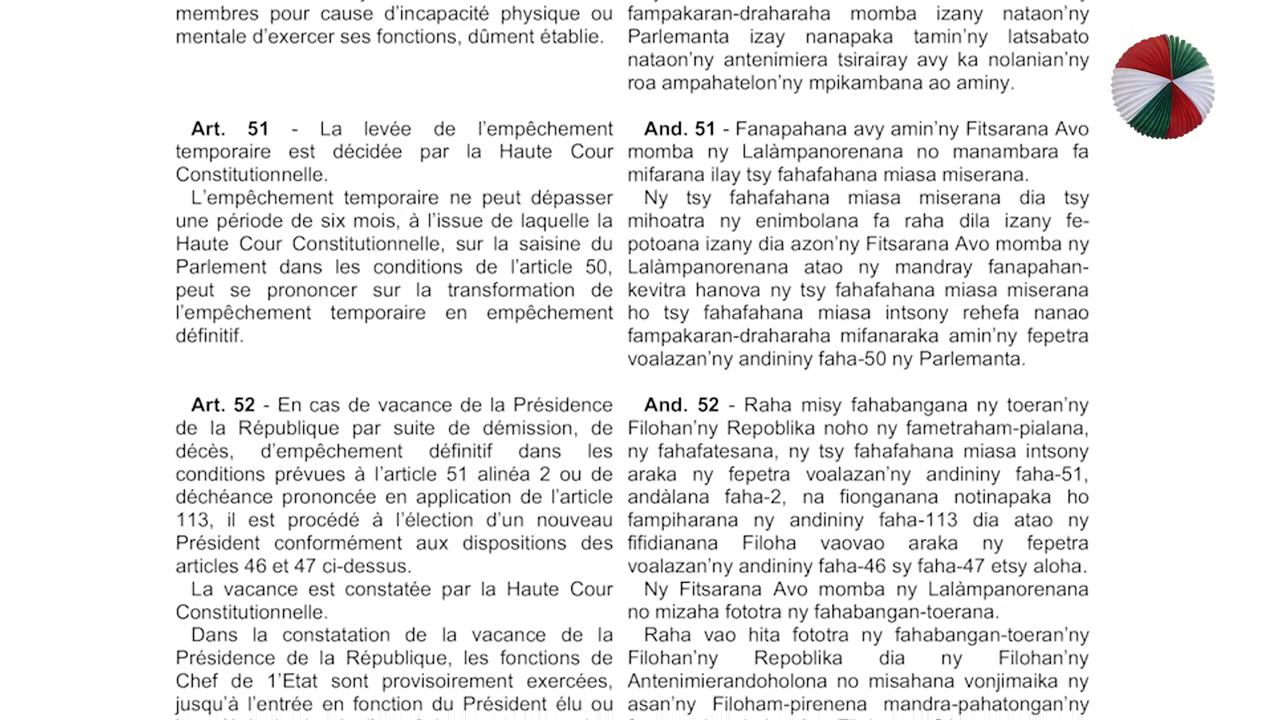 membres pour cause d’incapacité physique ou
mentale d’exercer ses fonctions, dûment établie.
Art. 51 - La levée de l’empêchement
temporaire est décidée par la Haute Cour
Constitutionnelle.
L’empêchement temporaire ne peut dépasser
une période de six mois, à l’issue de laquelle la
Haute Cour Constitutionnelle, sur la saisine du
Parlement dans les conditions de l’article 50,
peut se prononcer sur la transformation de
l’empêchement temporaire en empêchement
définitif.
Art. 52 - En cas de vacance de la Présidence
de la République par suite de démission, de
décès, d’empêchement définitif dans les
conditions prévues à l’article 51 alinéa 2 ou de
déchéance prononcée en application de l’article
113, il est procédé à l’élection d’un nouveau
Président conformément aux dispositions des
articles 46 et 47 ci-dessus.
La vacance est constatée par la Haute Cour
Constitutionnelle.
Dans la constatation de la vacance de la
Présidence de la République, les fonctions de
Chef de 1’Etat sont provisoirement exercées,
jusqu’à l’entrée en fonction du Président élu ou
fampakaran-draharaha momba izany nataon’ny
Parlemanta izay nanapaka tamin’ny latsabato
nataon’ny antenimiera tsirairay avy ka nolanian’ny
roa ampahatelon’ny mpikambana ao aminy.
And. 51 - Fanapahana avy amin’ny Fitsarana Avo
momba ny Lalàmpanorenana no manambara fa
mifarana ilay tsy fahafahana miasa miserana.
Ny tsy fahafahana miasa miserana dia tsy
mihoatra ny enimbolana fa raha dila izany fe-
potoana izany dia azon’ny Fitsarana Avo momba ny
Lalàmpanorenana atao ny mandray fanapahan-
kevitra hanova ny tsy fahafahana miasa miserana
ho tsy fahafahana miasa intsony rehefa nanao
fampakaran-draharaha mifanaraka amin’ny fepetra
voalazan’ny andininy faha-50 ny Parlemanta.
And. 52 - Raha misy fahabangana ny toeran’ny
Filohan’ny Repoblika noho ny fametraham-pialana,
ny fahafatesana, ny tsy fahafahana miasa intsony
araka ny fepetra voalazan’ny andininy faha-51,
andàlana faha-2, na fionganana notinapaka ho
fampiharana ny andininy faha-113 dia atao ny
fifidianana Filoha vaovao araka ny fepetra
voalazan’ny andininy faha-46 sy faha-47 etsy aloha.
Ny Fitsarana Avo momba ny Lalàmpanorenana
no mizaha fototra ny fahabangan-toerana.
Raha vao hita fototra ny fahabangan-toeran’ny
Filohan’ny Repoblika dia ny Filohan’ny
Antenimierandoholona no misahana vonjimaika ny
asan’ny Filoham-pirenena mandra-pahatongan’ny